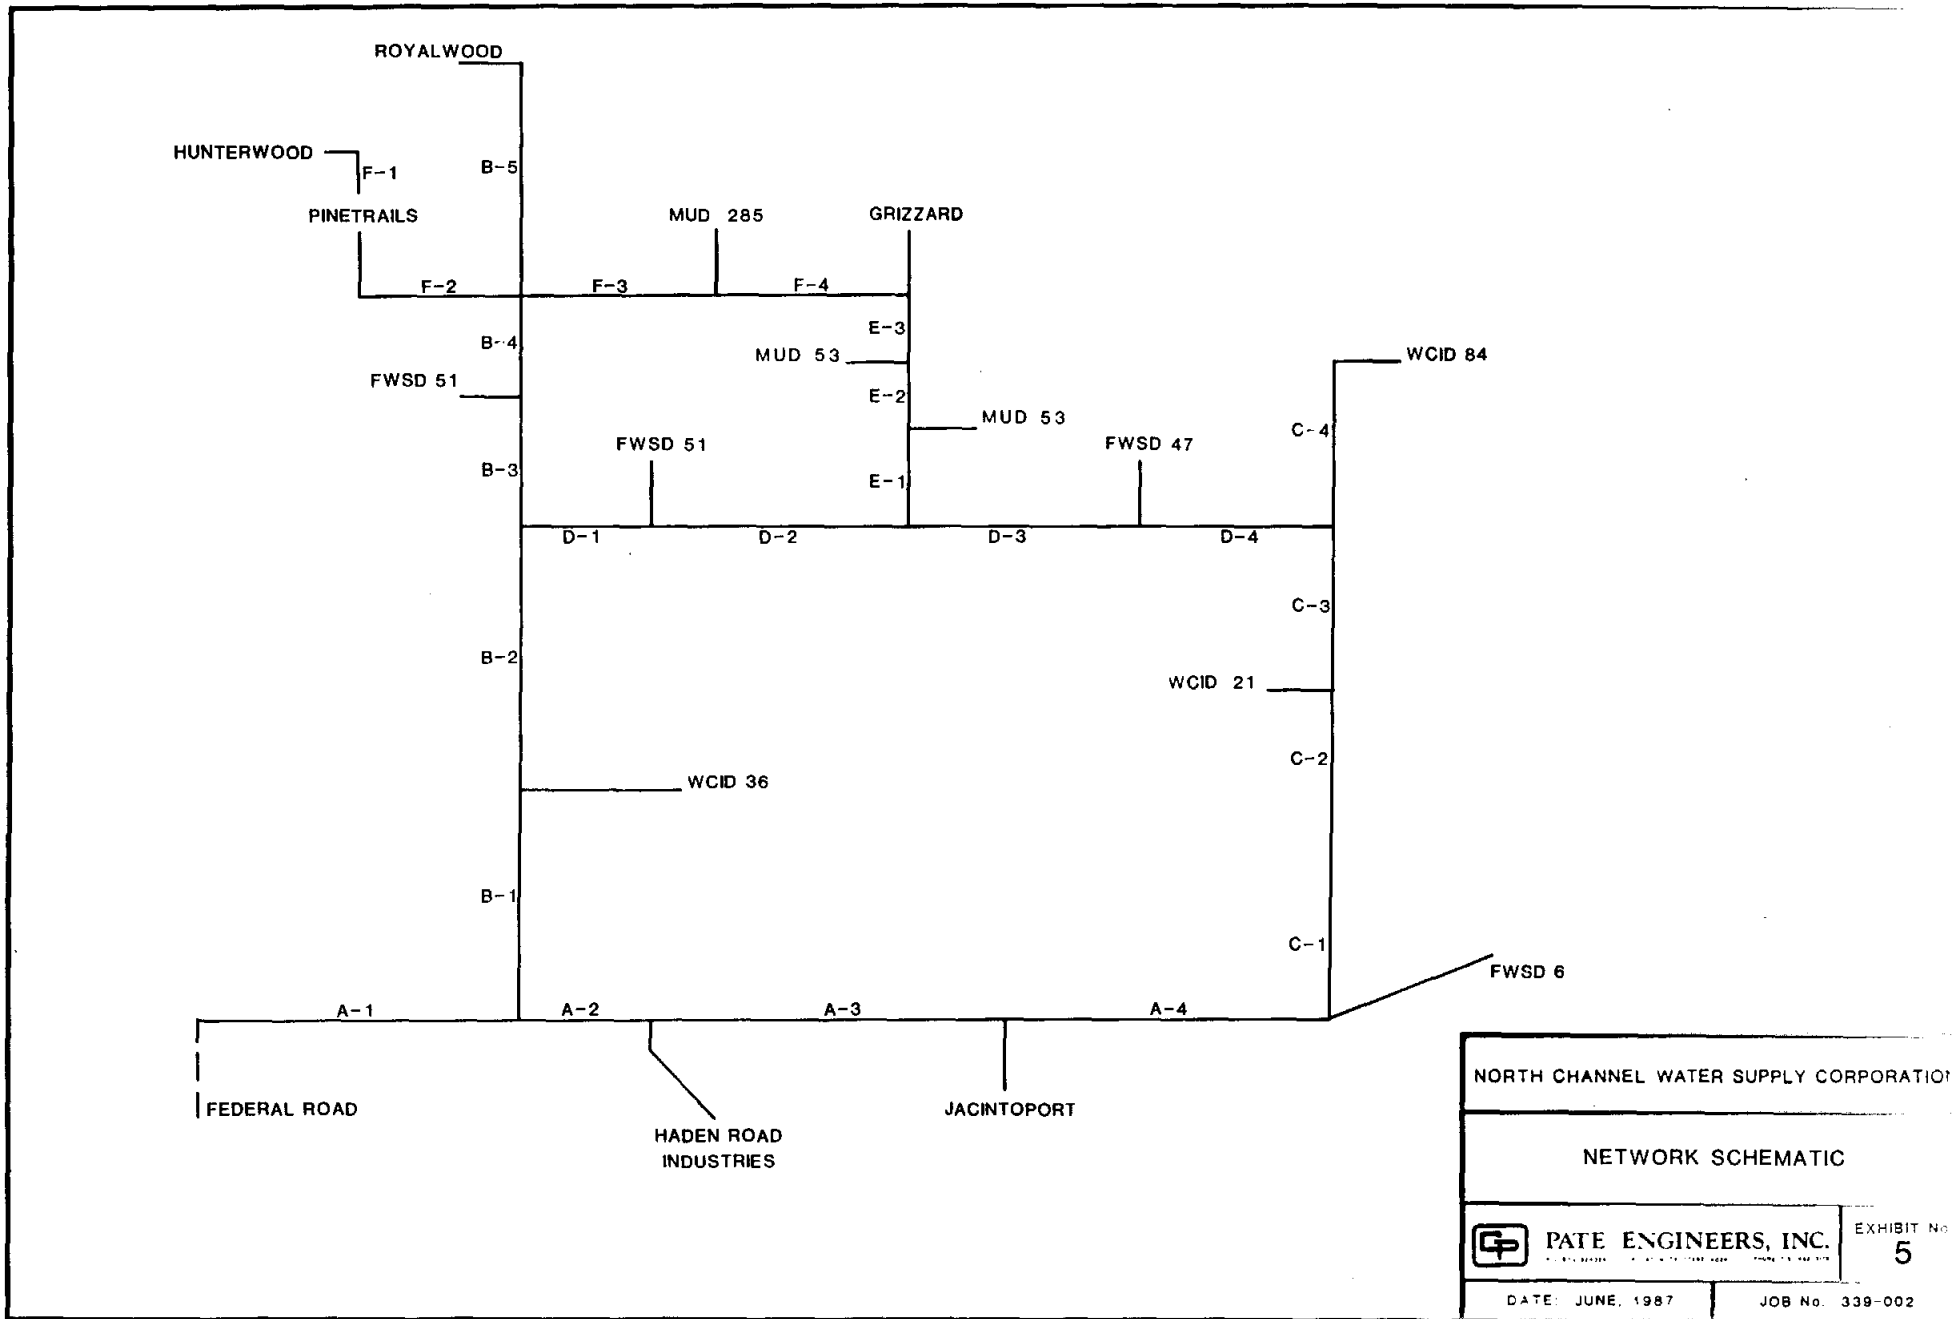 ROYALWOOD
HUNTERWOOD
F-1
B-5
PINETRAILS
MUD 285
GRIZZARD
F-2
F-3
F-4
E-3
B-4
MUD 53
WCID 84
FWSD 51
E-2
MUD 53
C-4
FWSD 51
FWSD 47
B-3
E-1
D-1
D-2
D-3
D-4
C-3
B-2
WCID 21
C-2
WCID 36
B-1
C-1
FWSD 6
A-1
A-2
A-3
A-4
FEDERAL ROAD
JACINTOPORT
HADEN ROAD
INDUSTRIES
NORTH CHANNEL WATER SUPPLY CORPORATION
NETWORK SCHEMATIC
GP
PATE ENGINEERS, INC.
EXHIBIT No
5
DATE: JUNE, 1987
JOB No. 339-002